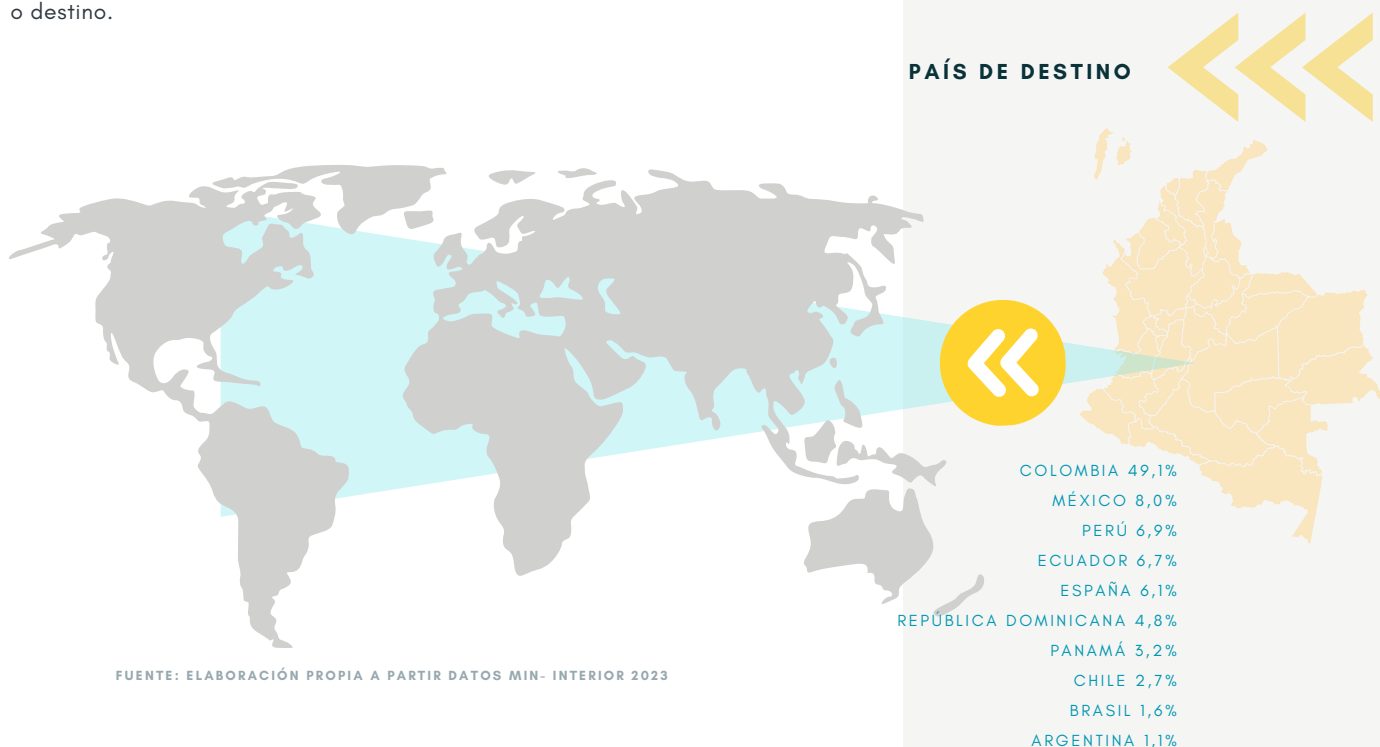 o destino.
PAÍS DE DESTINO
COLOMBIA 49,1%
MÉXICO 8,0%
PERÚ 6,9%
ECUADOR 6,7%
ESPAÑA 6,1%
REPÚBLICA DOMINICANA 4,8%
PANAMÁ 3,2%
CHILE 2,7%
BRASIL 1,6%
ARGENTINA 1,1%
FUENTE: ELABORACIÓN PROPIA A PARTIR DATOS MIN- INTERIOR 2023